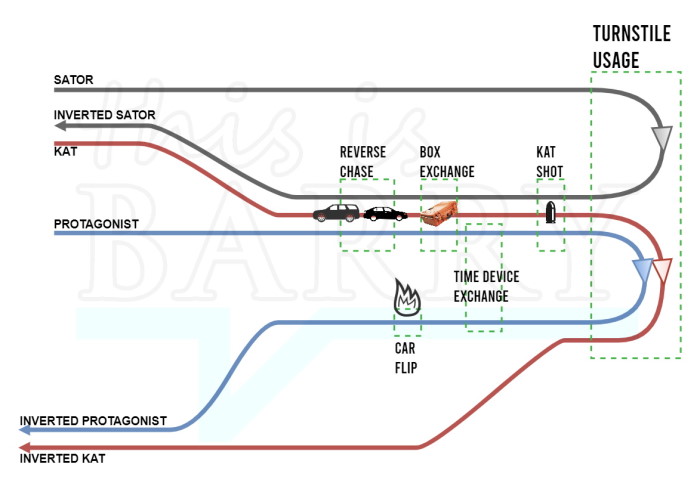 TURNSTILE
USAGE
SATOR
INVERTED SATOR
KAT
REVERSE
CHASE
BOX
EXCHANGE
KAT
SHOT
PROTAGONIST
TIME DEVICE
EXCHANGE
CAR
FLIP
INVERTED PROTAGONIST
INVERTED KAT
this is
BARRY